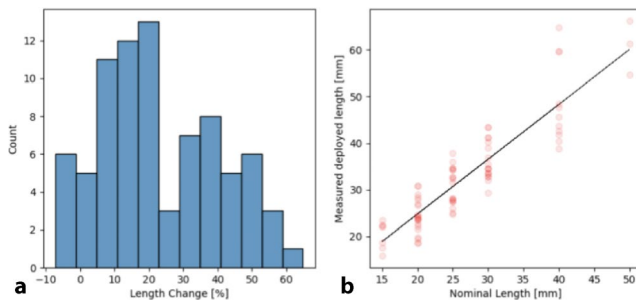 12
10
8
6
4
2
0
Count
−10 0 10 20 30 40 50 60
Length Change [%]
a
60
50
40
30
20
Measured deployed length [mm]
15 20 25 30 35 40 45 50
Nominal Length [mm]
b